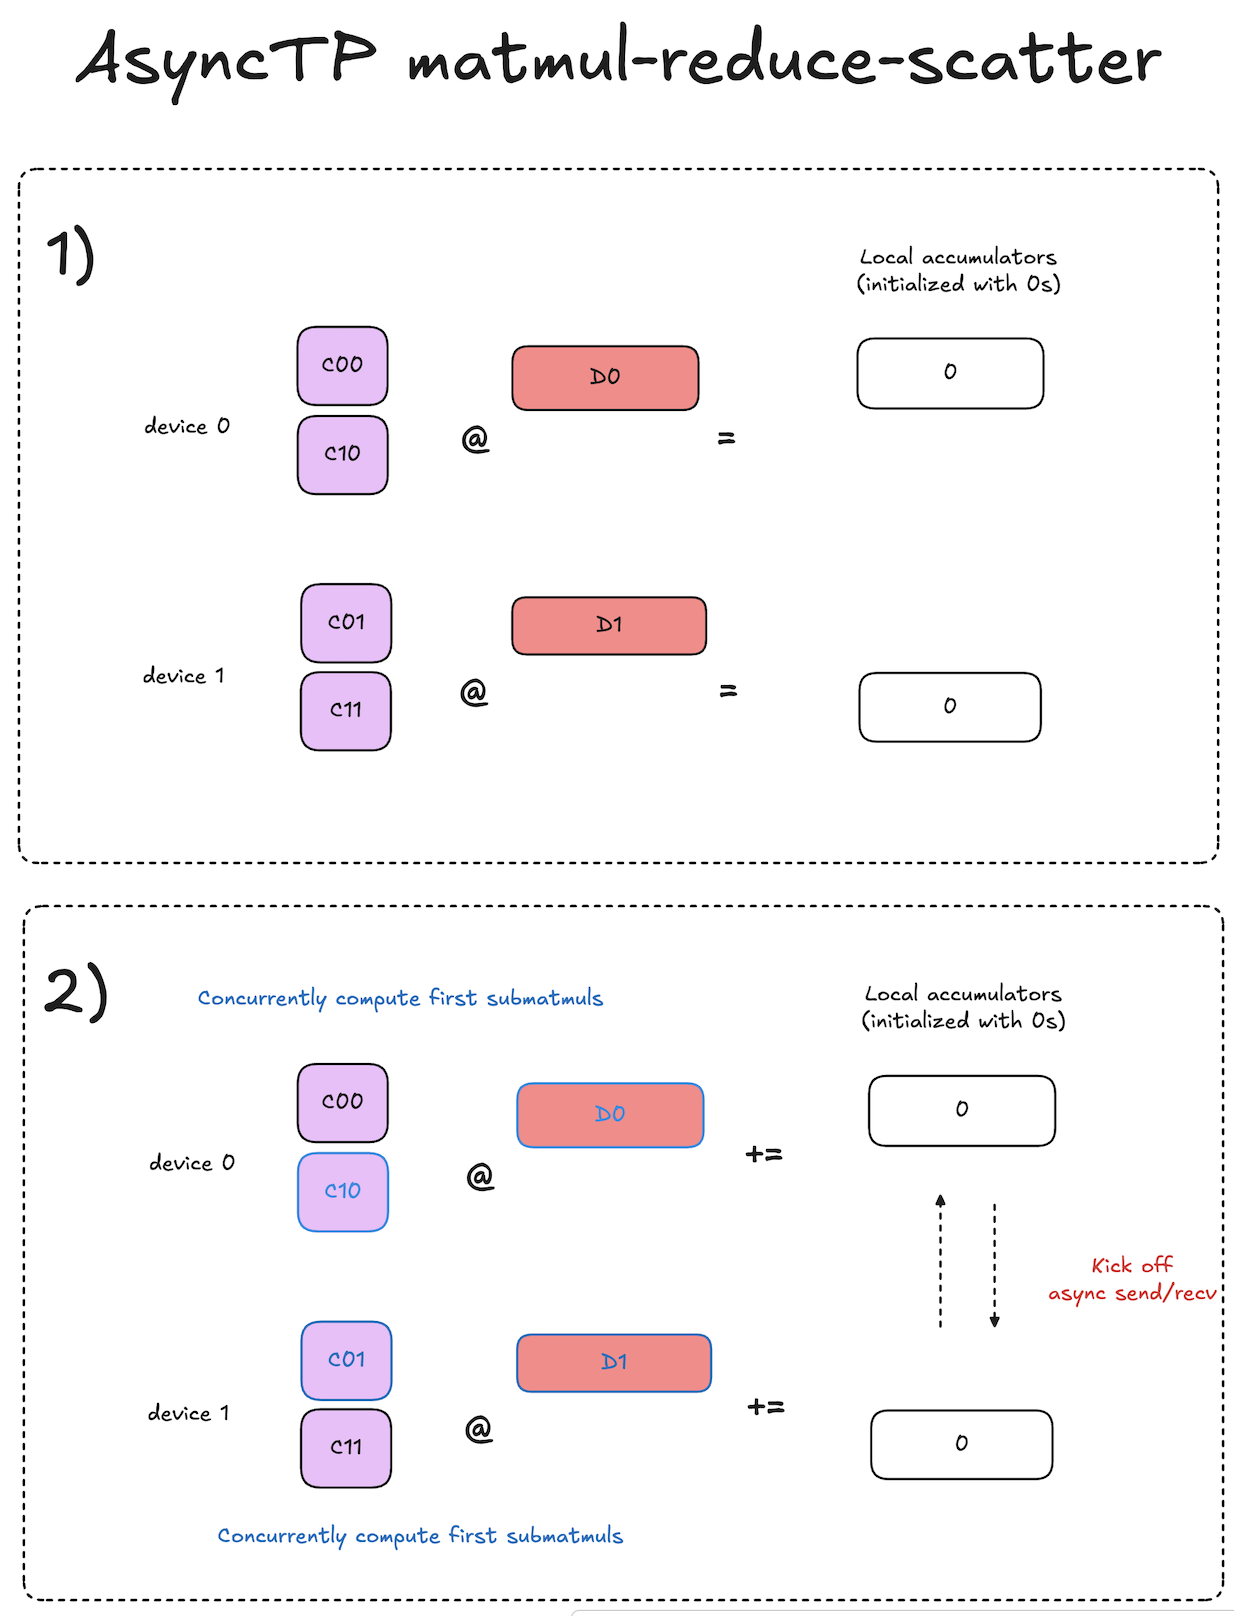 AsyncTP matmul-reduce-scatter
1)
Local accumulators
(initialized with 0s)
C00
D0
0
C10
device 0
@
=
C01
D1
device 1
@
=
C11
0
2)
Concurrently compute first submatmuls
Local accumulators
(initialized with 0s)
C00
D0
0
device 0
@
+=
C10
Kick off
async send/recv
C01
D1
device 1
@
+=
C11
0
Concurrently compute first submatmuls